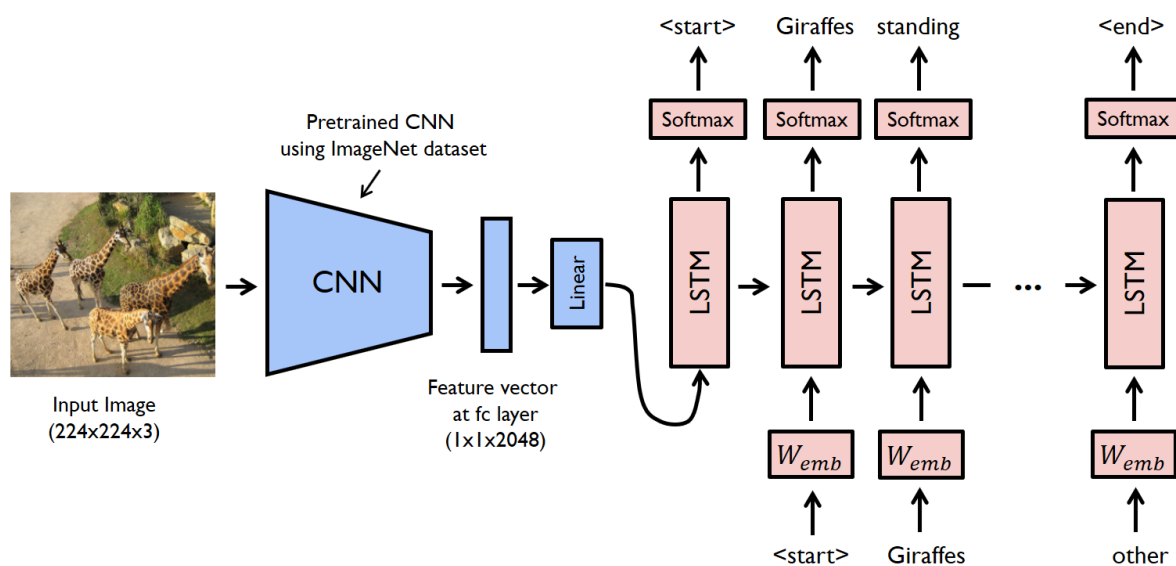 <start> Giraffes standing <end>
Softmax Softmax Softmax Softmax
Pretrained CNN
using ImageNet dataset
CNN
Linear
LSTM LSTM LSTM ... LSTM
Input Image
(224x224x3)
Feature vector
at fc layer
(1x1x2048)
W_emb W_emb W_emb
<start> Giraffes other